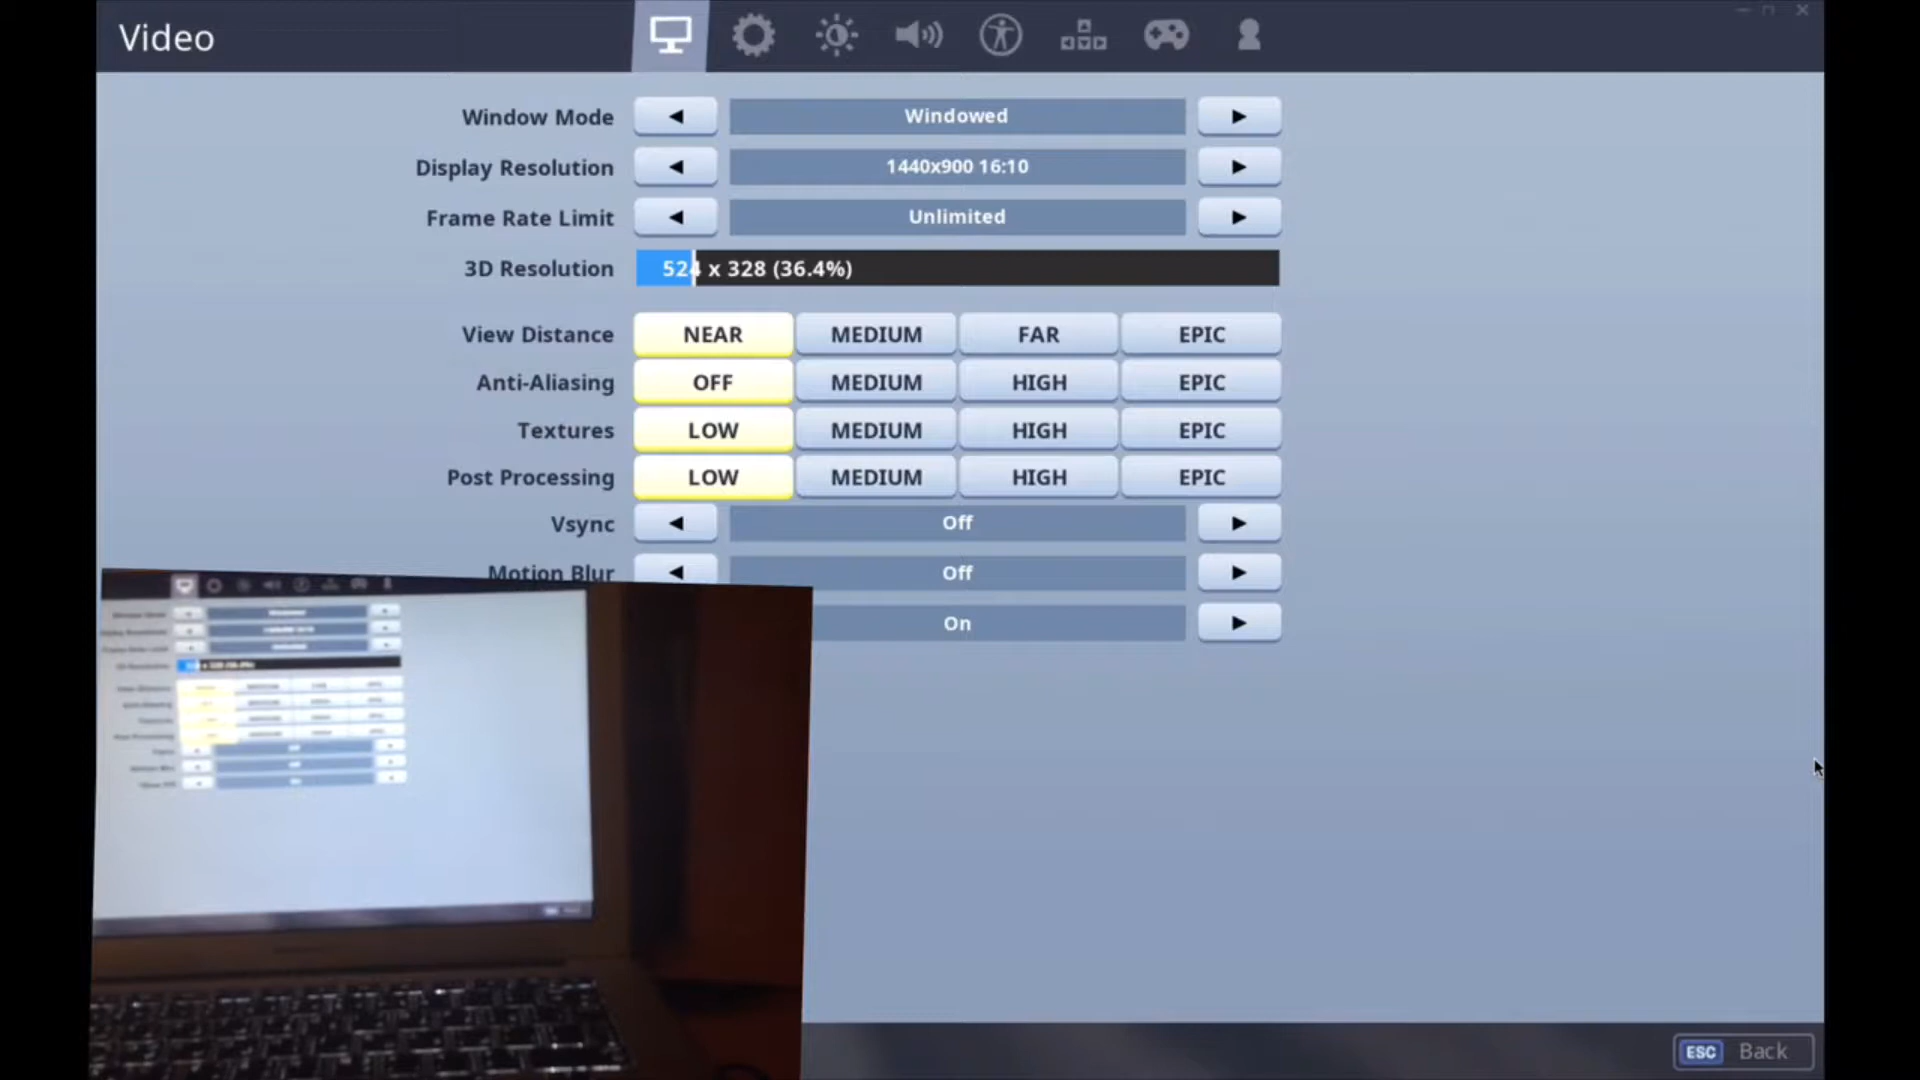 Video
Window Mode Windowed
Display Resolution 1440x900 16:10
Frame Rate Limit Unlimited
3D Resolution 524 x 328 (36.4%)
View Distance NEAR MEDIUM FAR EPIC
Anti-Aliasing OFF MEDIUM HIGH EPIC
Textures LOW MEDIUM HIGH EPIC
Post Processing LOW MEDIUM HIGH EPIC
Vsync Off
Motion Blur Off
On
ESC Back